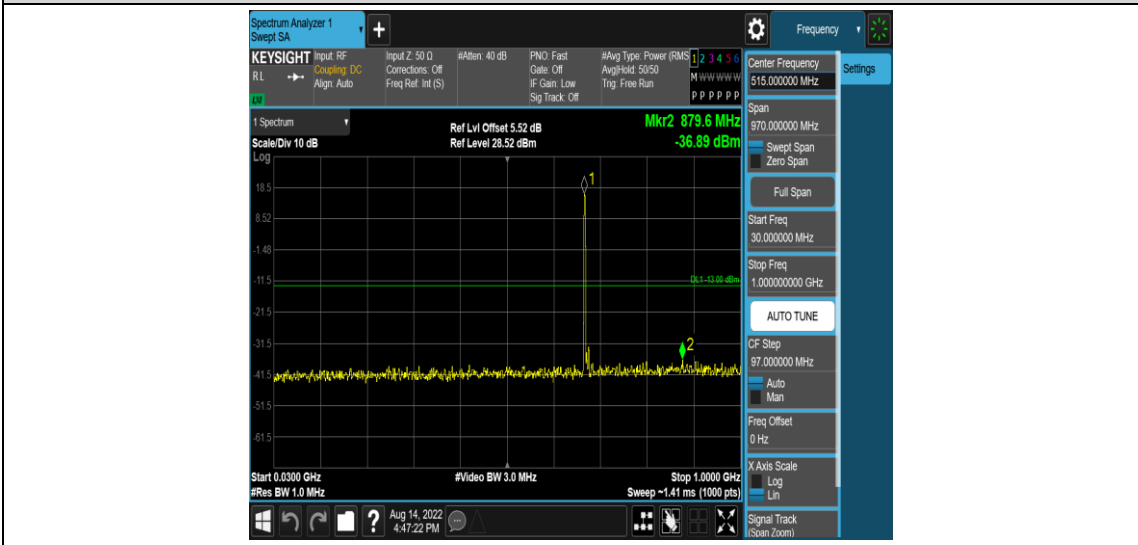 Spectrum Analyzer 1
Swept SA
+
Frequency
KEYSIGHT
RL
LXI
Input: RF
Coupling: DC
Align: Auto
Input Z: 50 Ω
Corrections: Off
Freq Ref: Int (S)
#Atten: 40 dB
PNO: Fast
Gate: Off
IF Gain: Low
Sig Track: Off
#Avg Type: Power (RMS
Avg|Hold: 50/50
Trig: Free Run
1 2 3 4 5 6
M W W W W W
P P P P P P
1 Spectrum
Scale/Div 10 dB
Log
Ref Lvl Offset 5.52 dB
Ref Level 28.52 dBm
Mkr2 879.6 MHz
-36.89 dBm
1
18.5
8.52
-1.48
-11.5
DL1 -13.00 dBm
-21.5
-31.5
2
-41.5
-51.5
-61.5
Start 0.0300 GHz
#Video BW 3.0 MHz
Stop 1.0000 GHz
#Res BW 1.0 MHz
Sweep ~1.41 ms (1000 pts)
?
Aug 14, 2022
4:47:22 PM
Center Frequency
515.000000 MHz
Settings
Span
970.000000 MHz
Swept Span
Zero Span
Full Span
Start Freq
30.000000 MHz
Stop Freq
1.000000000 GHz
AUTO TUNE
CF Step
97.000000 MHz
Auto
Man
Freq Offset
0 Hz
X Axis Scale
Log
Lin
Signal Track
(Span Zoom)